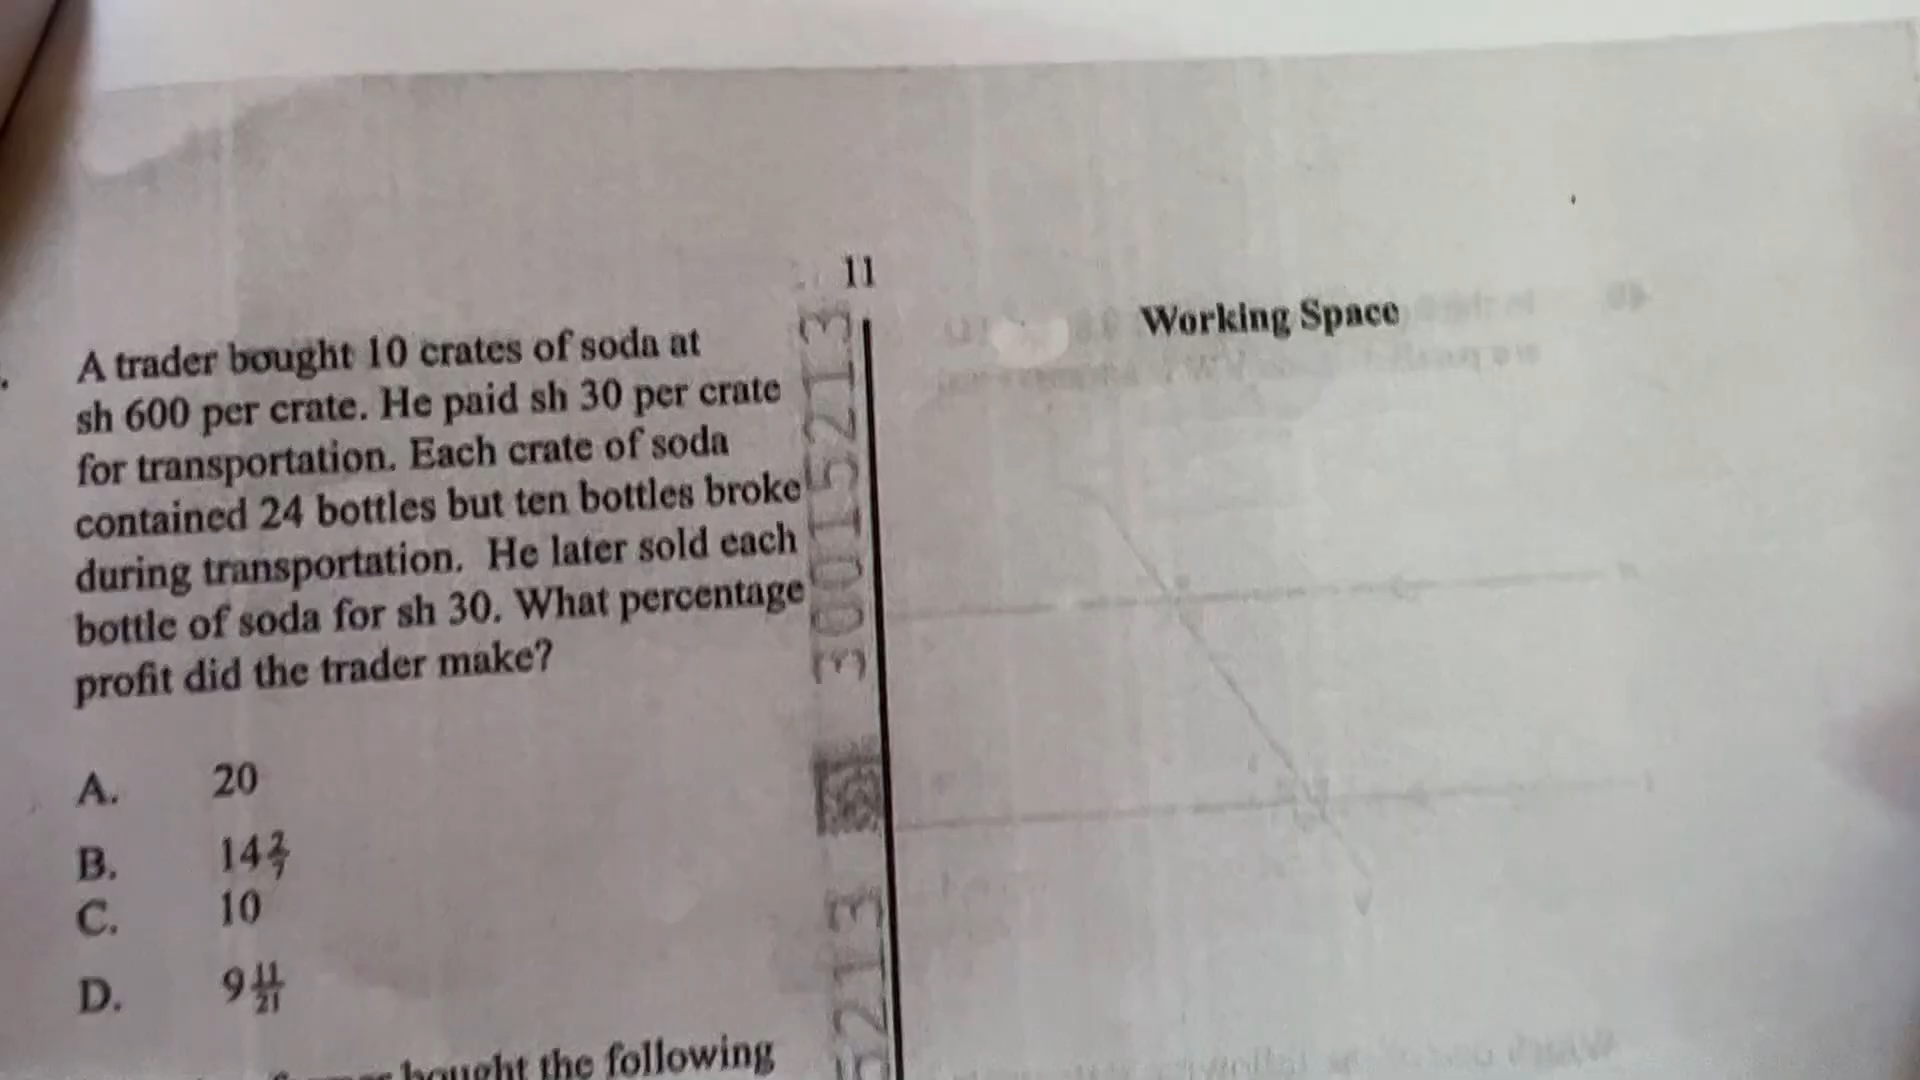 11
Working Space
A trader bought 10 crates of soda at
sh 600 per crate. He paid sh 30 per crate
for transportation. Each crate of soda
contained 24 bottles but ten bottles broke
during transportation. He later sold each
bottle of soda for sh 30. What percentage
profit did the trader make?
A. 20
B. 14 2/7
C. 10
D. 9 11/21
bought the following
30015213
5213